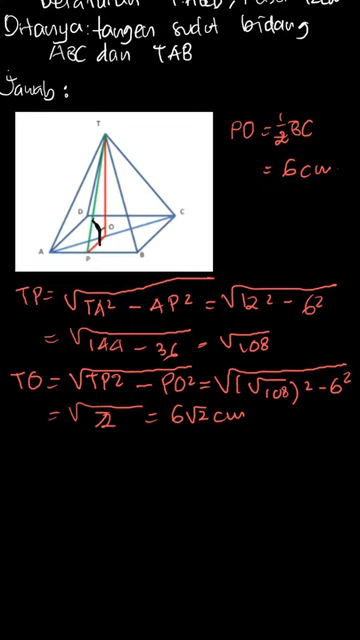 Ditanya: tangen sudut bidang
ABC dan TAB
Jawab:
T
D
C
O
A
P
B
PO = 1/2 BC
= 6 cm
TP = √TA² - AP² = √12² - 6²
= √144 - 36 = √108
TO = √TP² - PO² = √(√108)² - 6²
= √72 = 6√2 cm